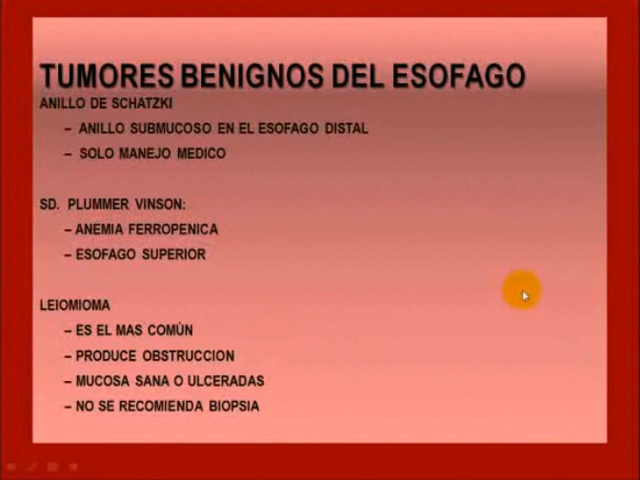 TUMORES BENIGNOS DEL ESOFAGO
ANILLO DE SCHATZKI
– ANILLO SUBMUCOSO EN EL ESOFAGO DISTAL
– SOLO MANEJO MEDICO
SD. PLUMMER VINSON:
– ANEMIA FERROPENICA
– ESOFAGO SUPERIOR
LEIOMIOMA
– ES EL MAS COMÚN
– PRODUCE OBSTRUCCION
– MUCOSA SANA O ULCERADAS
– NO SE RECOMIENDA BIOPSIA